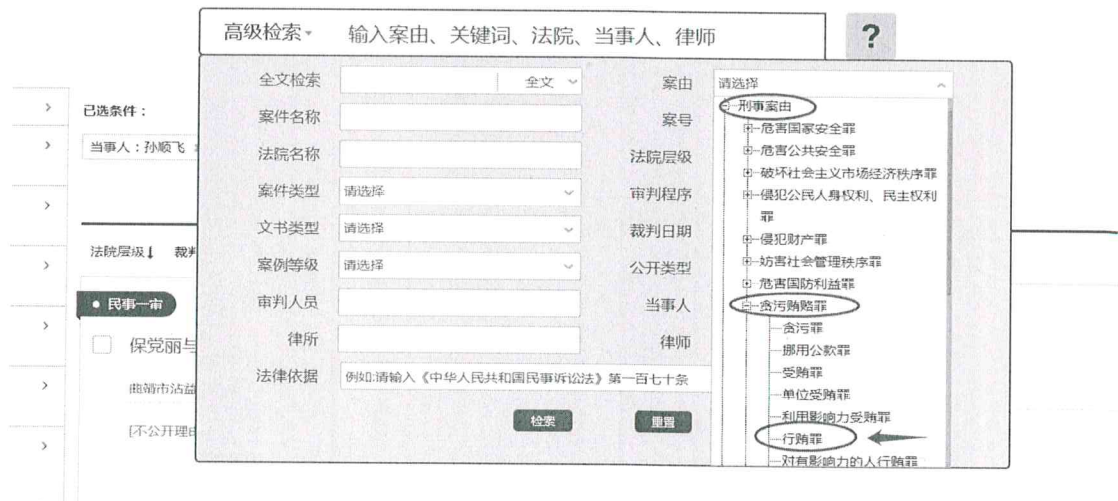 高级检索 输入案由、关键词、法院、当事人、律师 ?
全文检索 全文 案由 请选择
已选条件：
案件名称 案号
当事人：孙顺飞
法院名称 法院层级
案件类型 请选择 审判程序
文书类型 请选择 裁判日期
法院层级↓ 裁判
案例等级 请选择 公开类型
民事一审
审判人员 当事人
保党丽与
律所 律师
曲靖市沾益
法律依据 例如:请输入《中华人民共和国民事诉讼法》第一百七十条
[不公开理由
检索 重置
刑事案由
危害国家安全罪
危害公共安全罪
破坏社会主义市场经济秩序罪
侵犯公民人身权利、民主权利
罪
侵犯财产罪
妨害社会管理秩序罪
危害国防利益罪
贪污贿赂罪
贪污罪
挪用公款罪
受贿罪
单位受贿罪
利用影响力受贿罪
行贿罪
对有影响力的人行贿罪